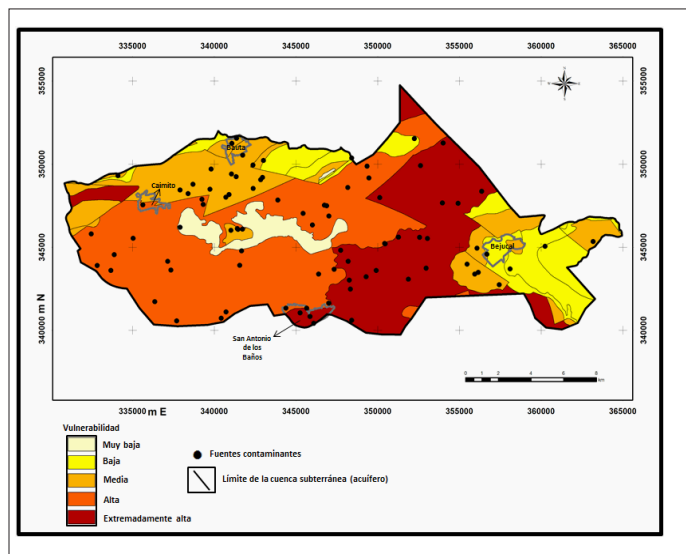 335000 340000 345000 350000 355000 360000 365000
355000
355000
350000
350000
345000
345000
340000 m N
340000
Bauta
Caimito
Bejucal
San Antonio
de los
Baños
0 1 2 4 6 8
km
335000 m E 340000 345000 350000 355000 360000 365000
Vulnerabilidad
Muy baja
Baja
Media
Alta
Extremadamente alta
Fuentes contaminantes
Límite de la cuenca subterránea (acuífero)